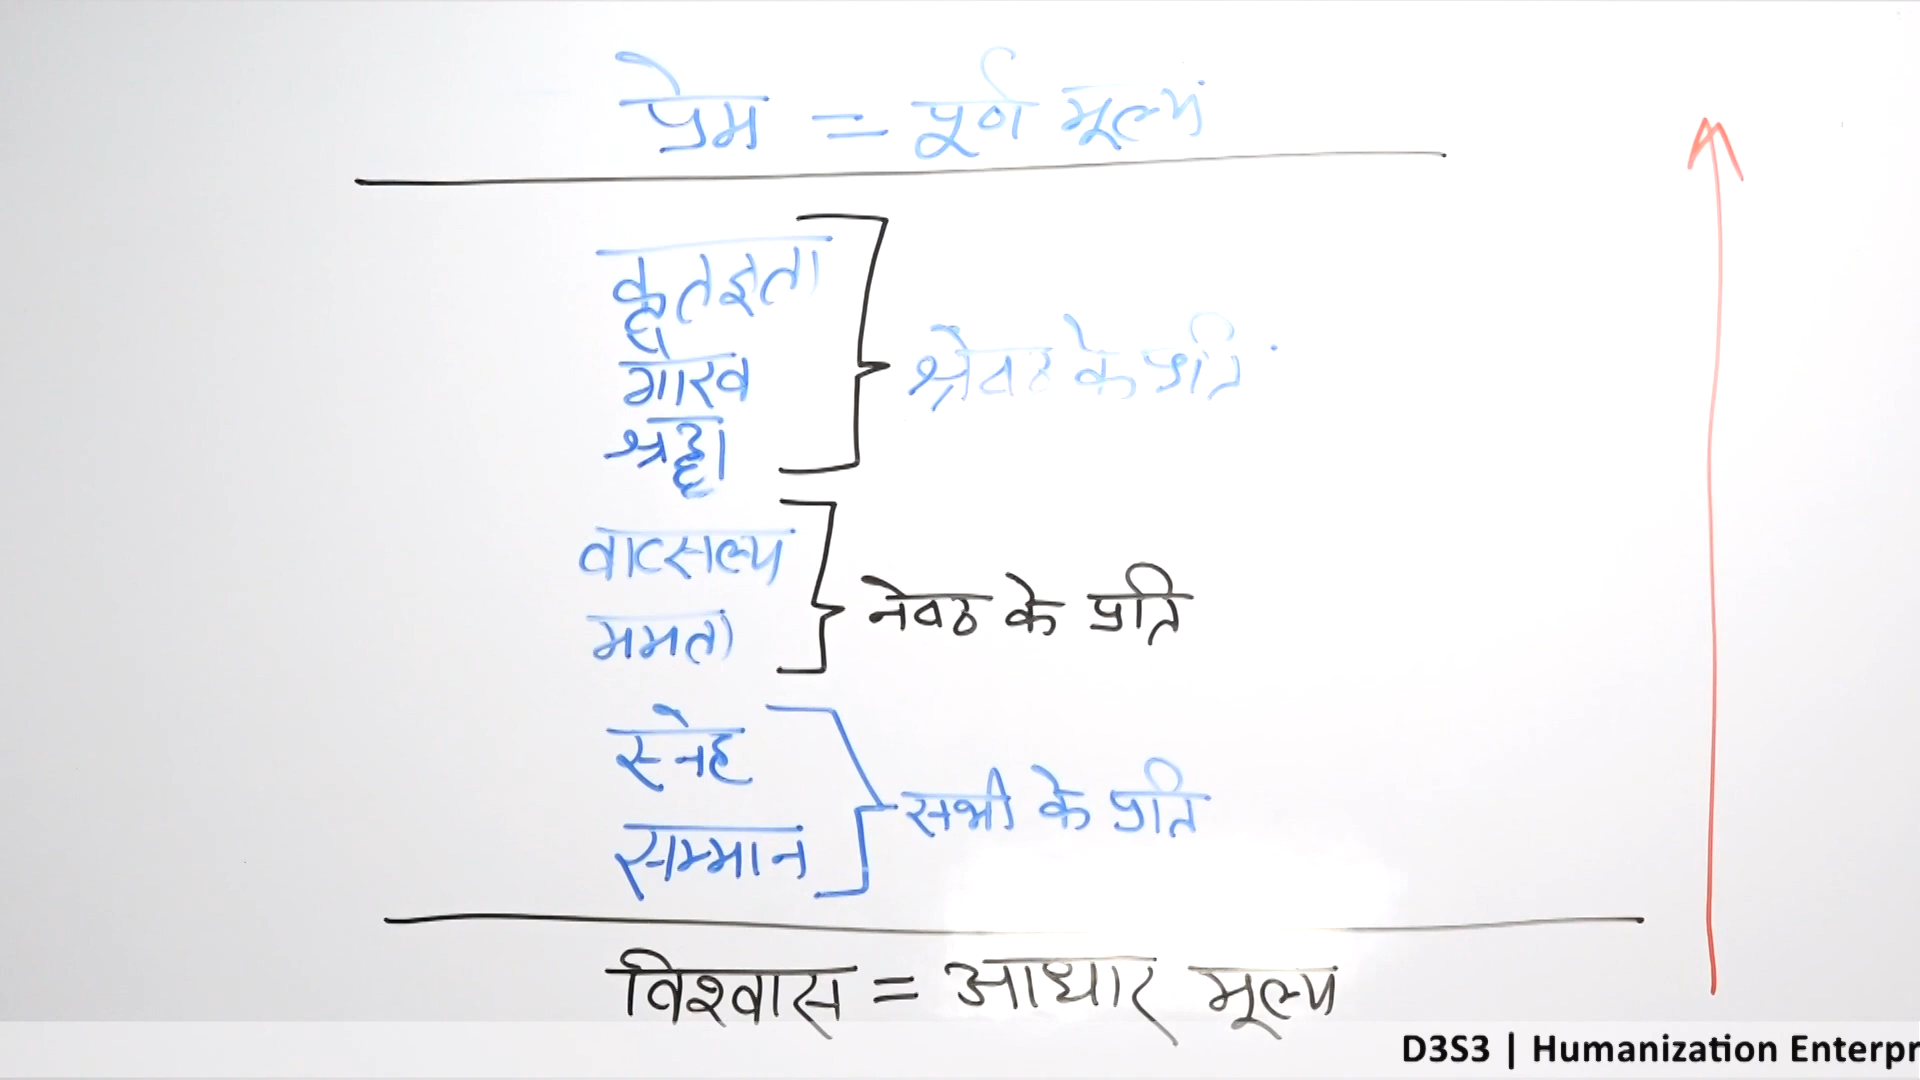 प्रेम = पूर्ण मूल्य
कृतज्ञता
गौरव
श्रेष्ठ के प्रति
श्रद्धा
वात्सल्य
नेष्ठ के प्रति
ममता
स्नेह
सभी के प्रति
सम्मान
विश्वास = आधार मूल्य
D3S3 | Humanization Enterpr